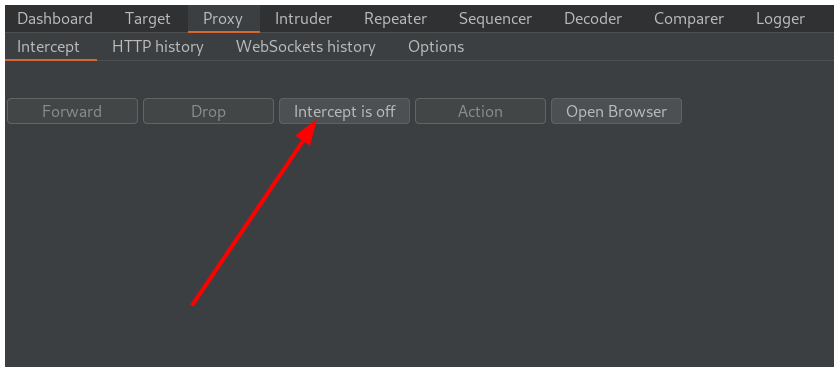 Dashboard Target Proxy Intruder Repeater Sequencer Decoder Comparer Logger
Intercept HTTP history WebSockets history Options
Forward Drop Intercept is off Action Open Browser